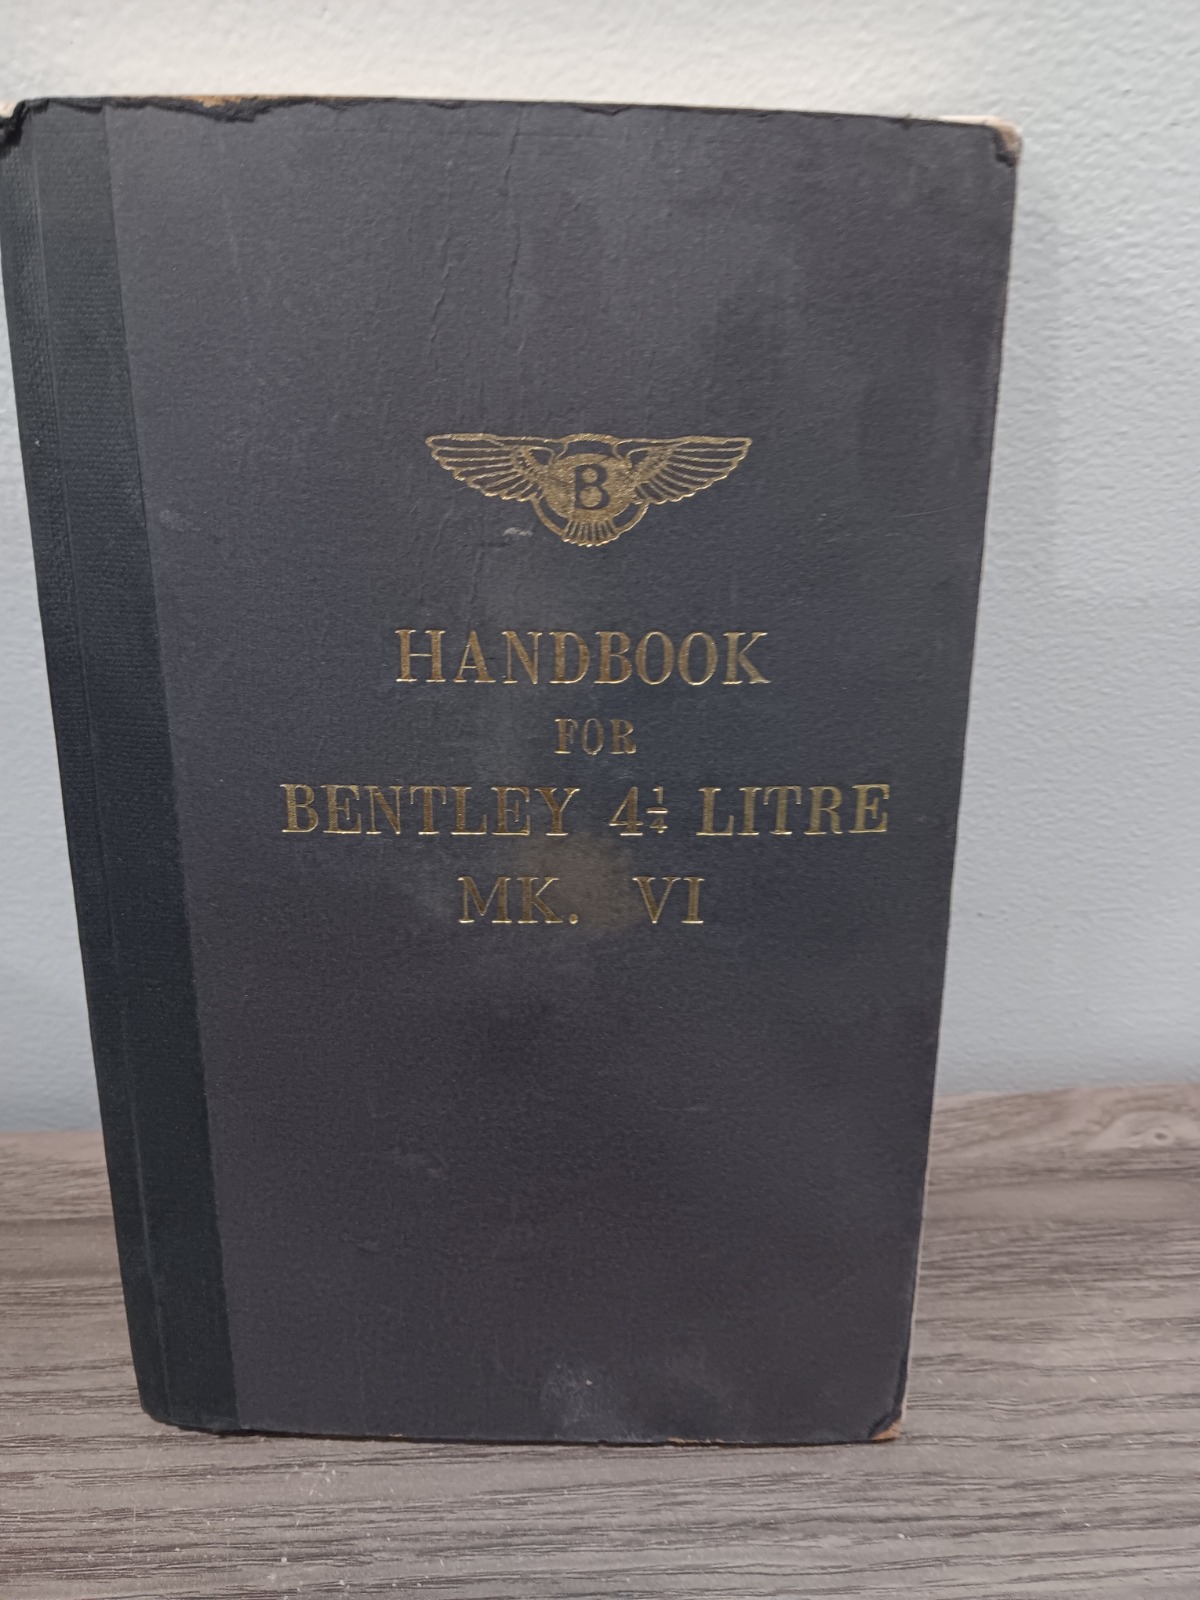 B
HANDBOOK
FOR
BENTLEY 4¼ LITRE
MK. VI